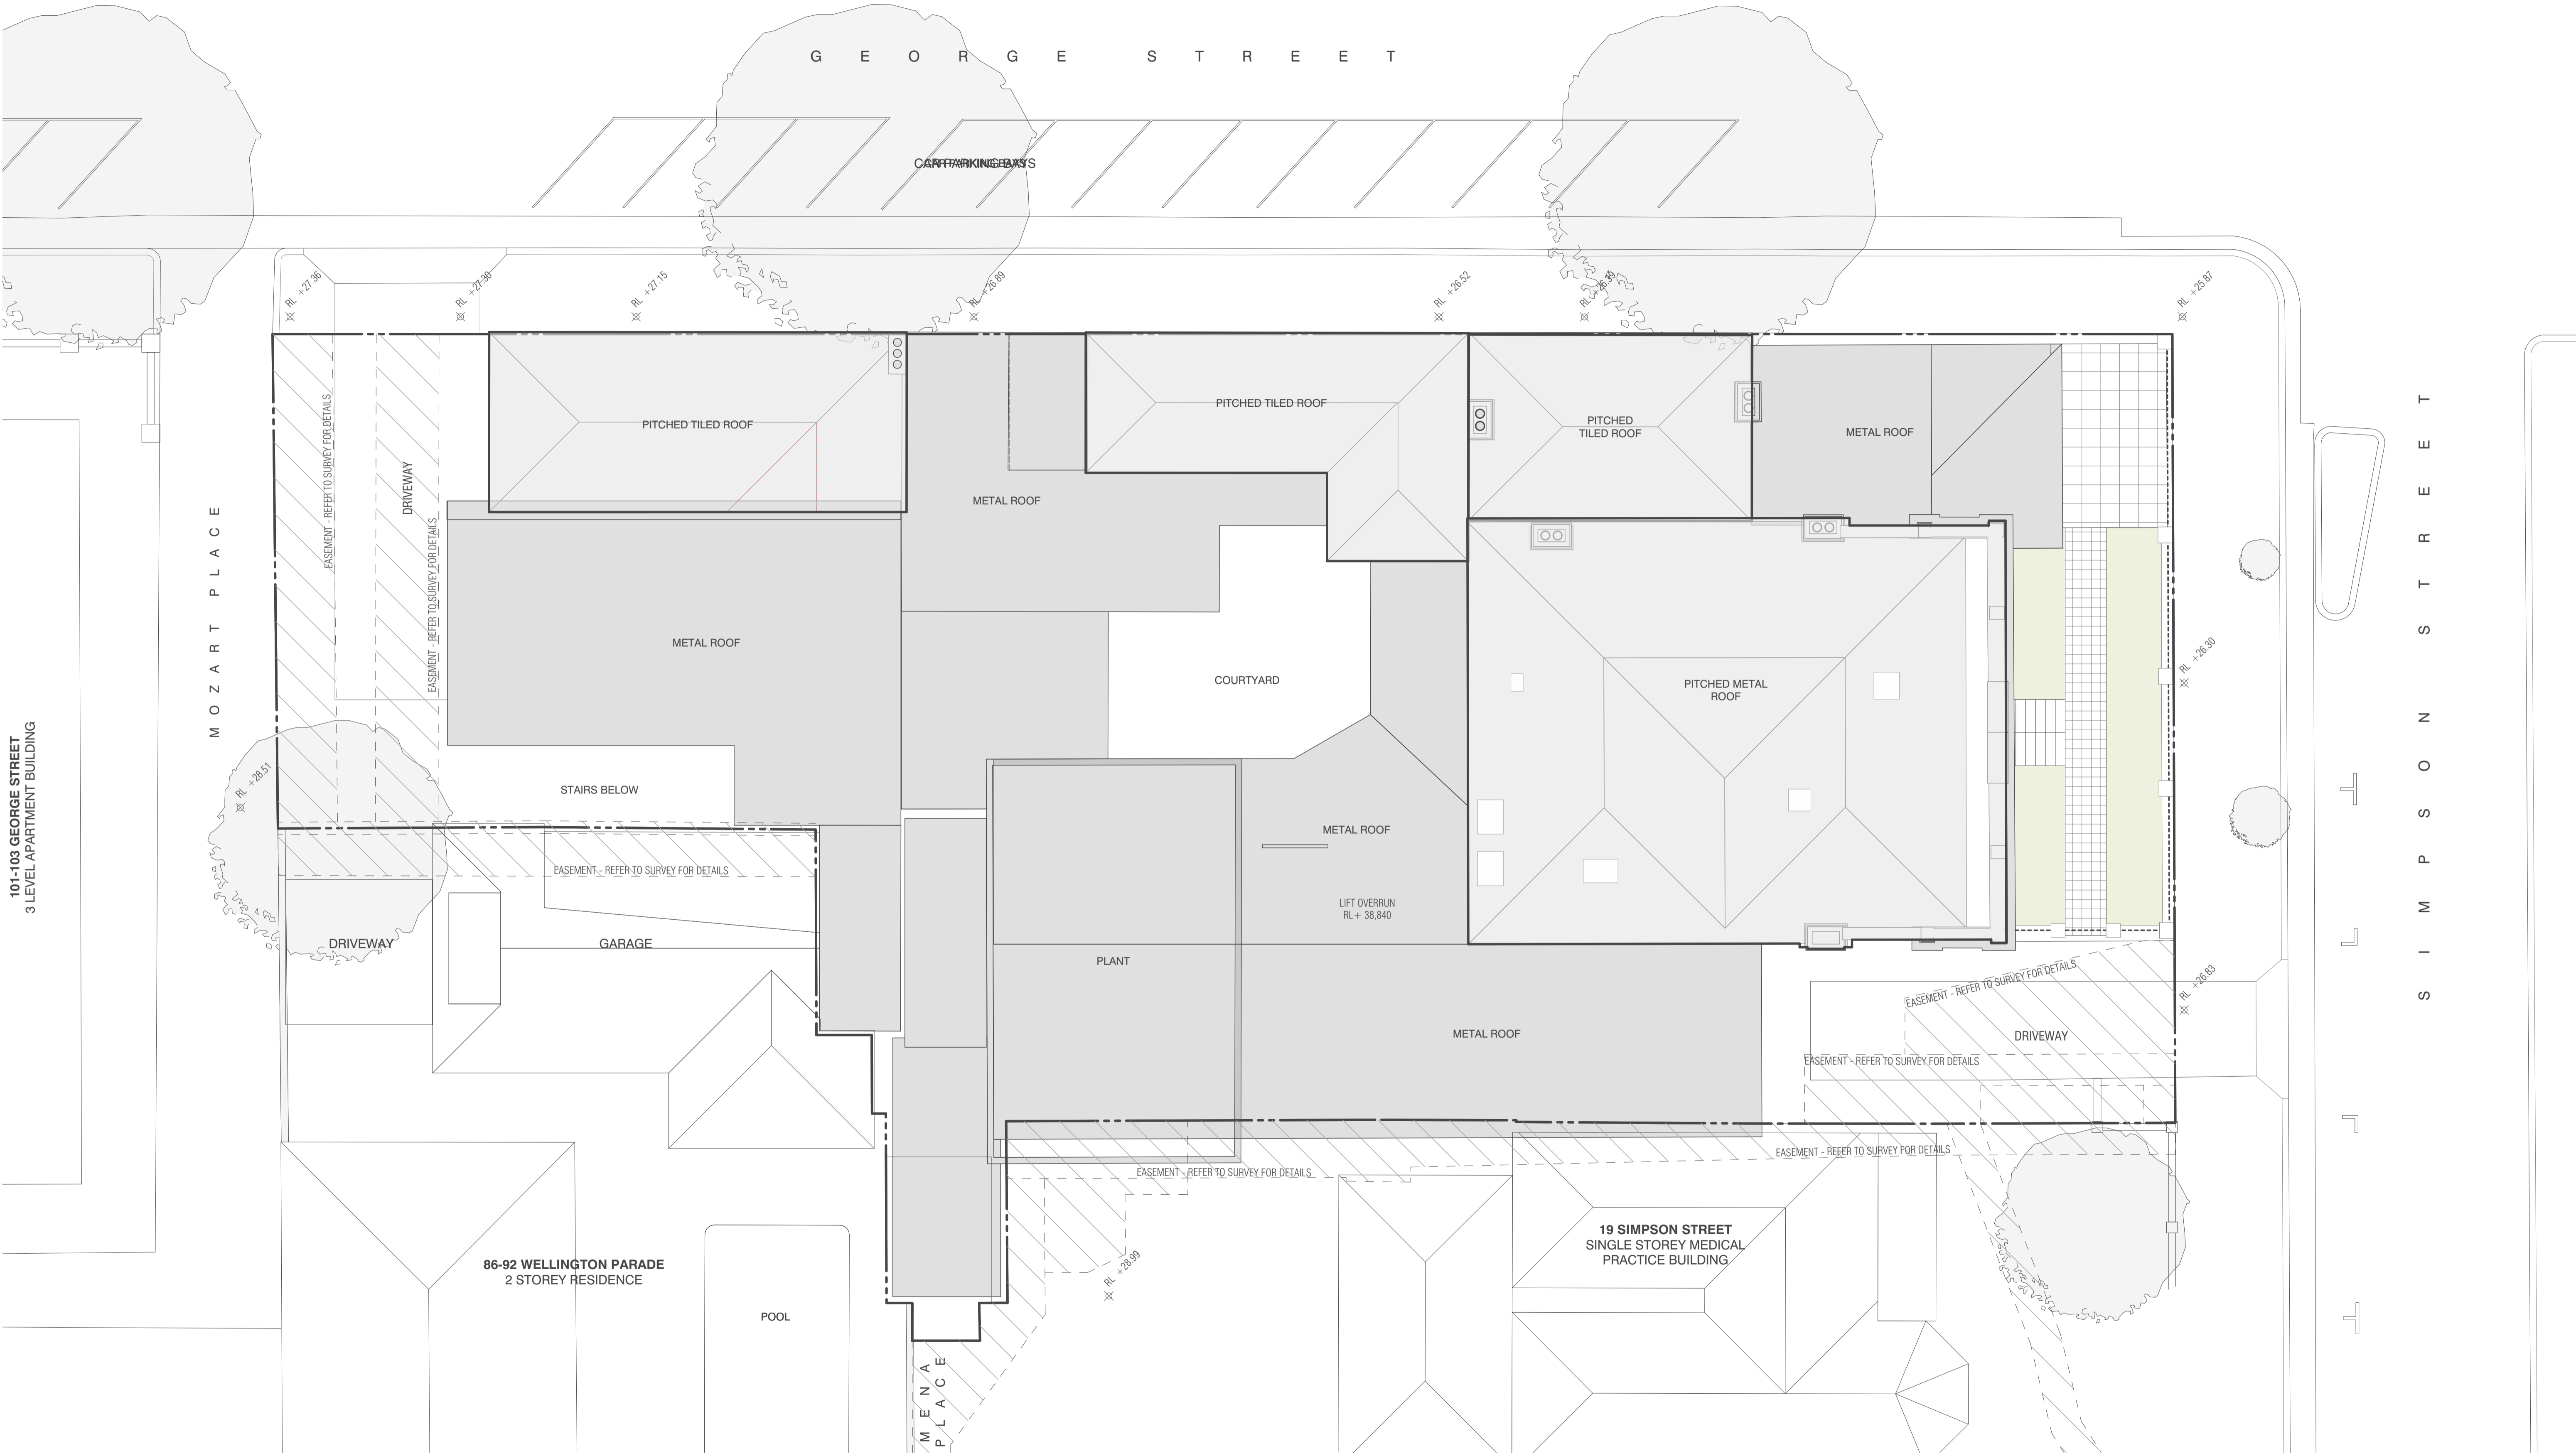 GEORGE STREET
CAR PARKING BAYS
RL +27.36
RL +27.30
RL +27.15
RL +26.89
RL +26.52
RL +26.39
RL +25.87
PITCHED TILED ROOF
PITCHED TILED ROOF
PITCHED
TILED ROOF
METAL ROOF
METAL ROOF
EASEMENT - REFER TO SURVEY FOR DETAILS
DRIVEWAY
EASEMENT - REFER TO SURVEY FOR DETAILS
MOZART PLACE
SIMPSON STREET
METAL ROOF
COURTYARD
PITCHED METAL
ROOF
RL +26.30
101-103 GEORGE STREET
3 LEVEL APARTMENT BUILDING
RL +28.51
STAIRS BELOW
METAL ROOF
EASEMENT - REFER TO SURVEY FOR DETAILS
LIFT OVERRUN
RL+ 38,840
DRIVEWAY
GARAGE
PLANT
METAL ROOF
EASEMENT - REFER TO SURVEY FOR DETAILS
RL +26.83
DRIVEWAY
EASEMENT - REFER TO SURVEY FOR DETAILS
EASEMENT - REFER TO SURVEY FOR DETAILS
EASEMENT - REFER TO SURVEY FOR DETAILS
86-92 WELLINGTON PARADE
2 STOREY RESIDENCE
POOL
RL +28.99
19 SIMPSON STREET
SINGLE STOREY MEDICAL
PRACTICE BUILDING
MEENA
PLACE